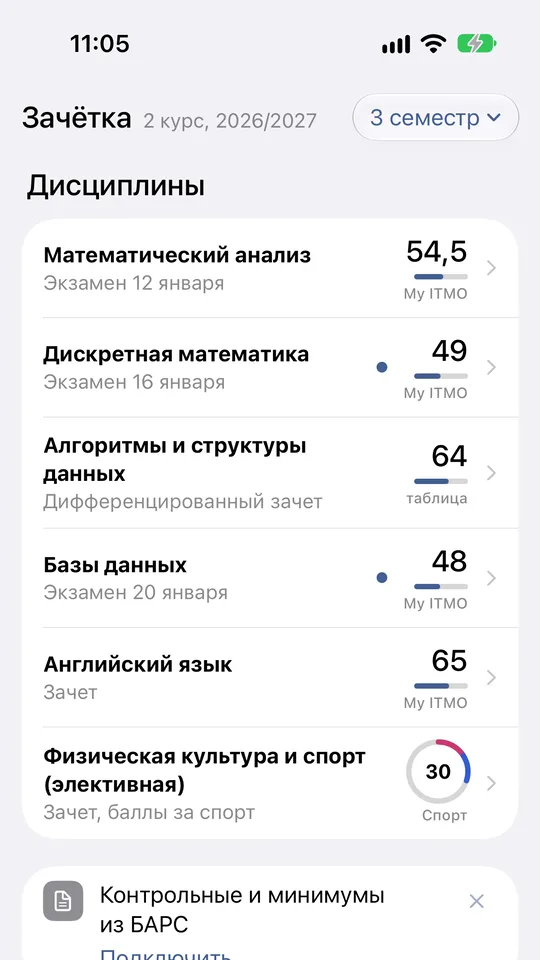 11:05
Зачётка 2 курс, 2026/2027 3 семестр
Дисциплины
Математический анализ 54,5
Экзамен 12 января
My ITMO
Дискретная математика 49
Экзамен 16 января
My ITMO
Алгоритмы и структуры
данных
64
Дифференцированный зачет таблица
Базы данных 48
Экзамен 20 января
My ITMO
Английский язык 65
Зачет
My ITMO
Физическая культура и спорт
(элективная)
30
Зачет, баллы за спорт Спорт
Контрольные и минимумы
из БАРС
Подключить